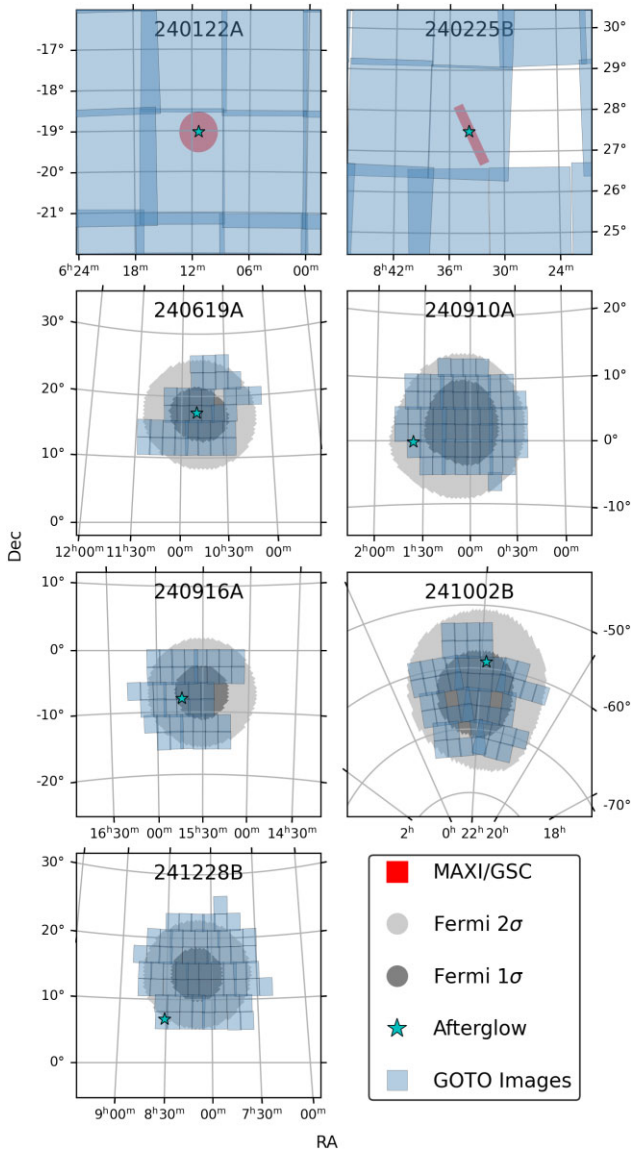 240122A
-16°
-17°
-18°
-19°
-20°
-21°
6ʰ24ᵐ 18ᵐ 12ᵐ 06ᵐ 00ᵐ
240225B
30°
29°
28°
27°
26°
25°
8ʰ42ᵐ 36ᵐ 30ᵐ 24ᵐ
240619A
30°
20°
10°
0°
12ʰ00ᵐ 11ʰ30ᵐ 00ᵐ 10ʰ30ᵐ 00ᵐ
240910A
20°
10°
0°
-10°
2ʰ00ᵐ 1ʰ30ᵐ 00ᵐ 0ʰ30ᵐ 00ᵐ
Dec
240916A
10°
0°
-10°
-20°
16ʰ30ᵐ 00ᵐ 15ʰ30ᵐ 00ᵐ 14ʰ30ᵐ
241002B
-50°
-60°
-70°
2ʰ 0ʰ 22ʰ 20ʰ 18ʰ
241228B
30°
20°
10°
0°
9ʰ00ᵐ 8ʰ30ᵐ 00ᵐ 7ʰ30ᵐ 00ᵐ
MAXI/GSC
Fermi 2σ
Fermi 1σ
Afterglow
GOTO Images
RA